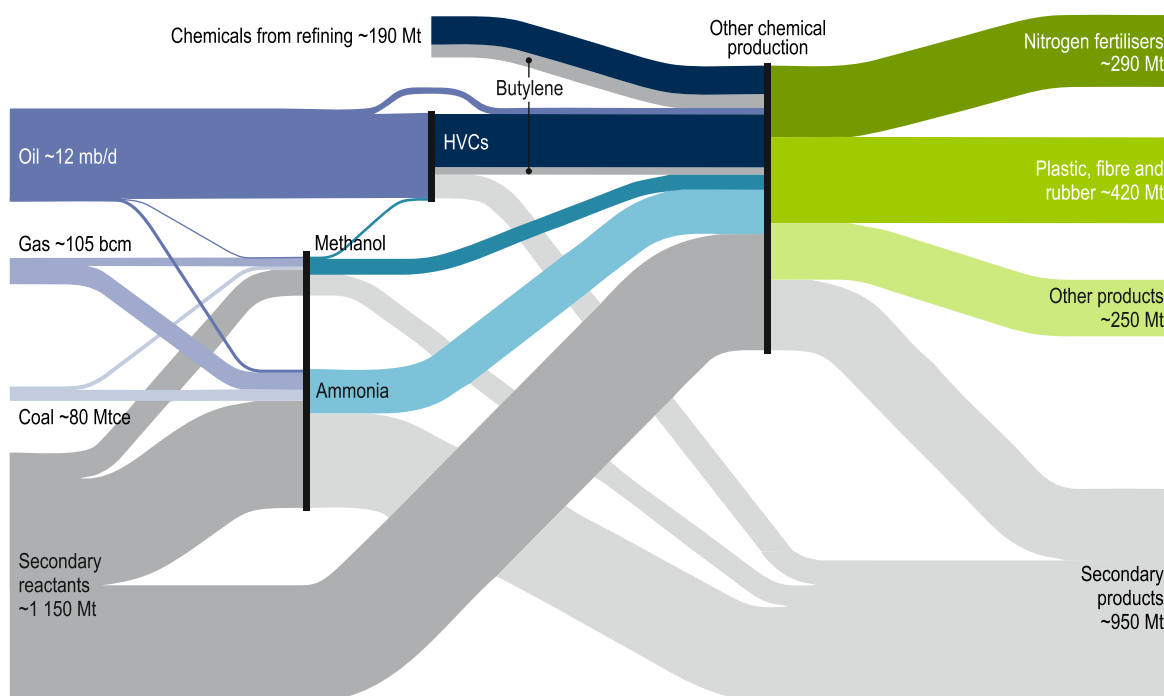 Chemicals from refining ~190 Mt
Other chemical
production
Nitrogen fertilisers
~290 Mt
Butylene
Oil ~12 mb/d
HVCs
Plastic, fibre and
rubber ~420 Mt
Gas ~105 bcm
Methanol
Other products
~250 Mt
Ammonia
Coal ~80 Mtce
Secondary
reactants
~1 150 Mt
Secondary
products
~950 Mt